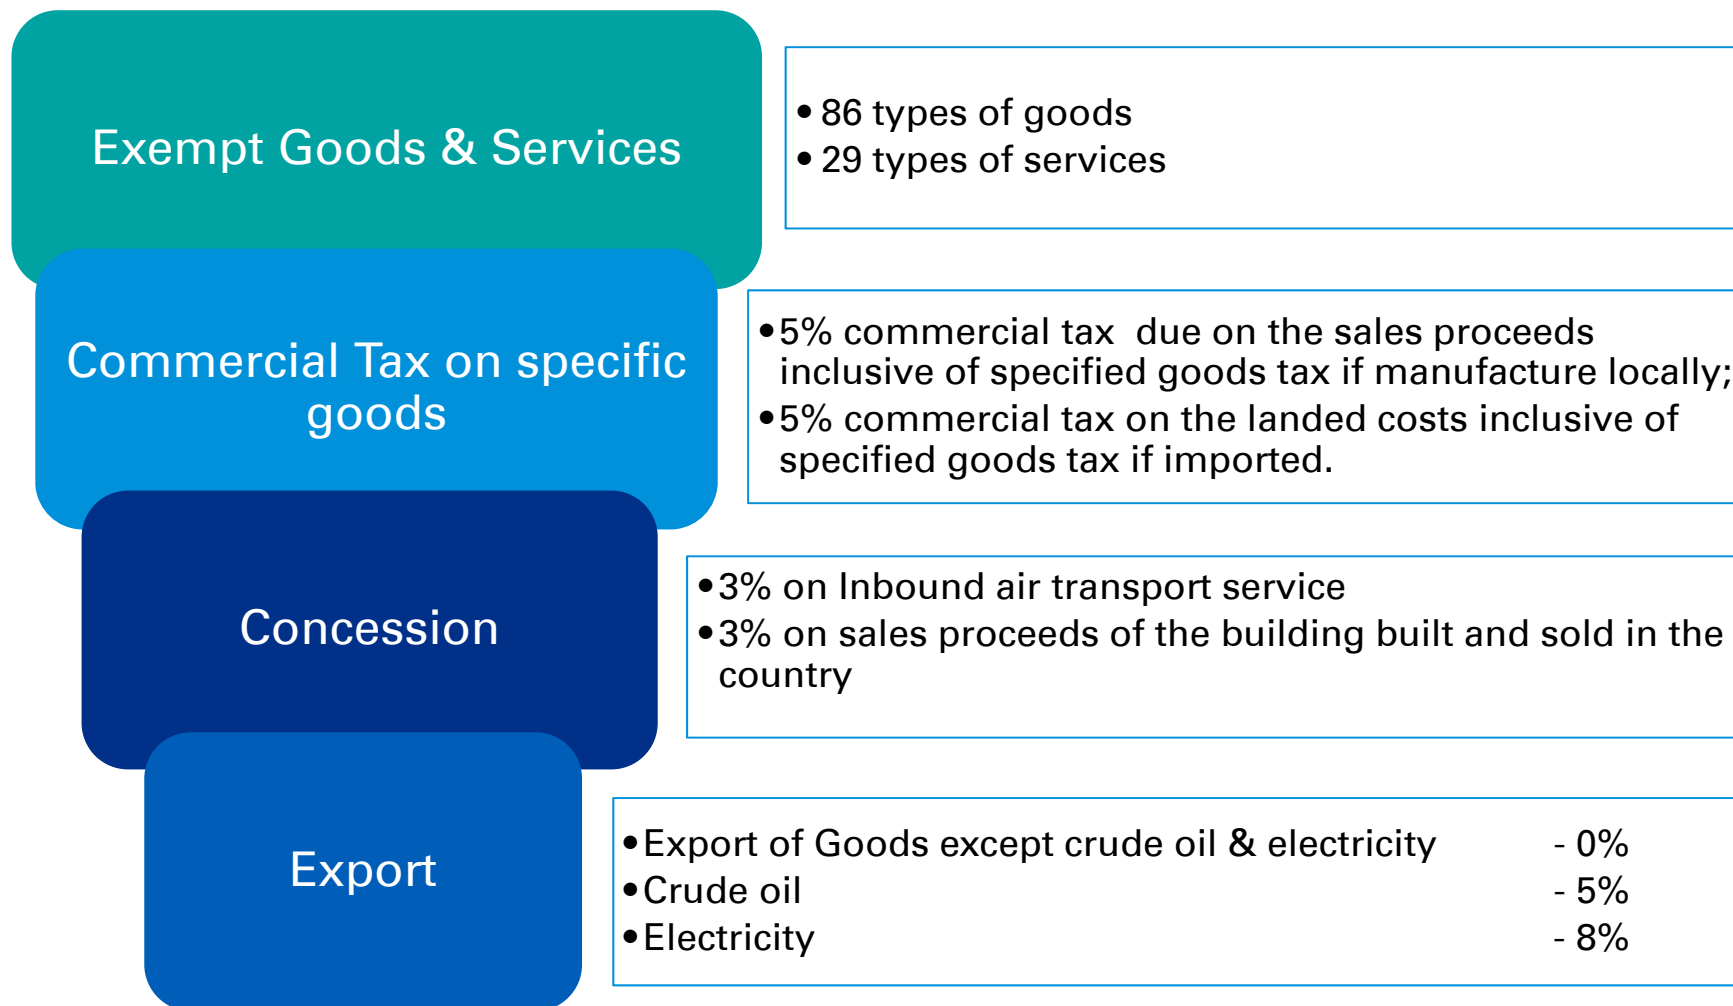 Exempt Goods & Services
• 86 types of goods
• 29 types of services
Commercial Tax on specific
goods
•5% commercial tax  due on the sales proceeds
inclusive of specified goods tax if manufacture locally;
•5% commercial tax on the landed costs inclusive of
specified goods tax if imported.
Concession
•3% on Inbound air transport service
•3% on sales proceeds of the building built and sold in the
country
Export
•Export of Goods except crude oil & electricity - 0%
•Crude oil - 5%
•Electricity - 8%